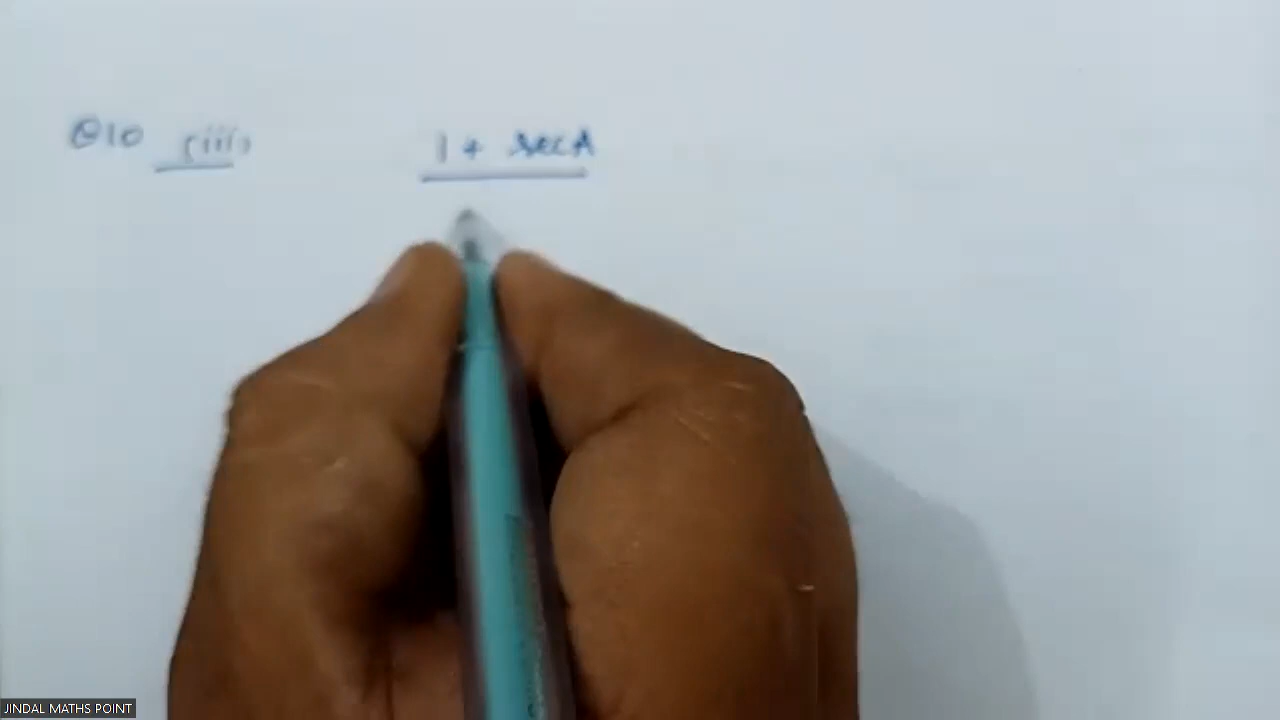 Q10 (iii) 1 + secA
JINDAL MATHS POINT